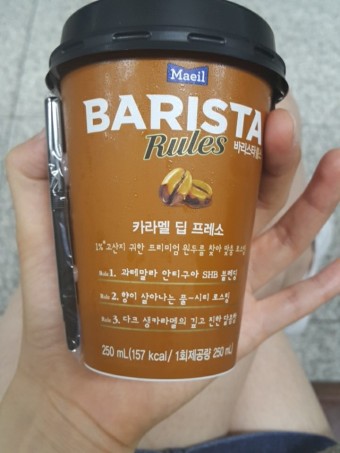 Maeil
BARISTA
Rules
바리스타
카라멜 딥 프레소
1% 고산지 귀한 프리미엄 원두를 찾아 맞춤 로스팅
Rule 1. 과테말라 안티구아 SHB 블렌딩
Rule 2. 향이 살아나는 풀-시티 로스팅
Rule 3. 다크 생카라멜의 깊고 진한 달콤함
250 mL(157 kcal/ 1회제공량 250 mL)